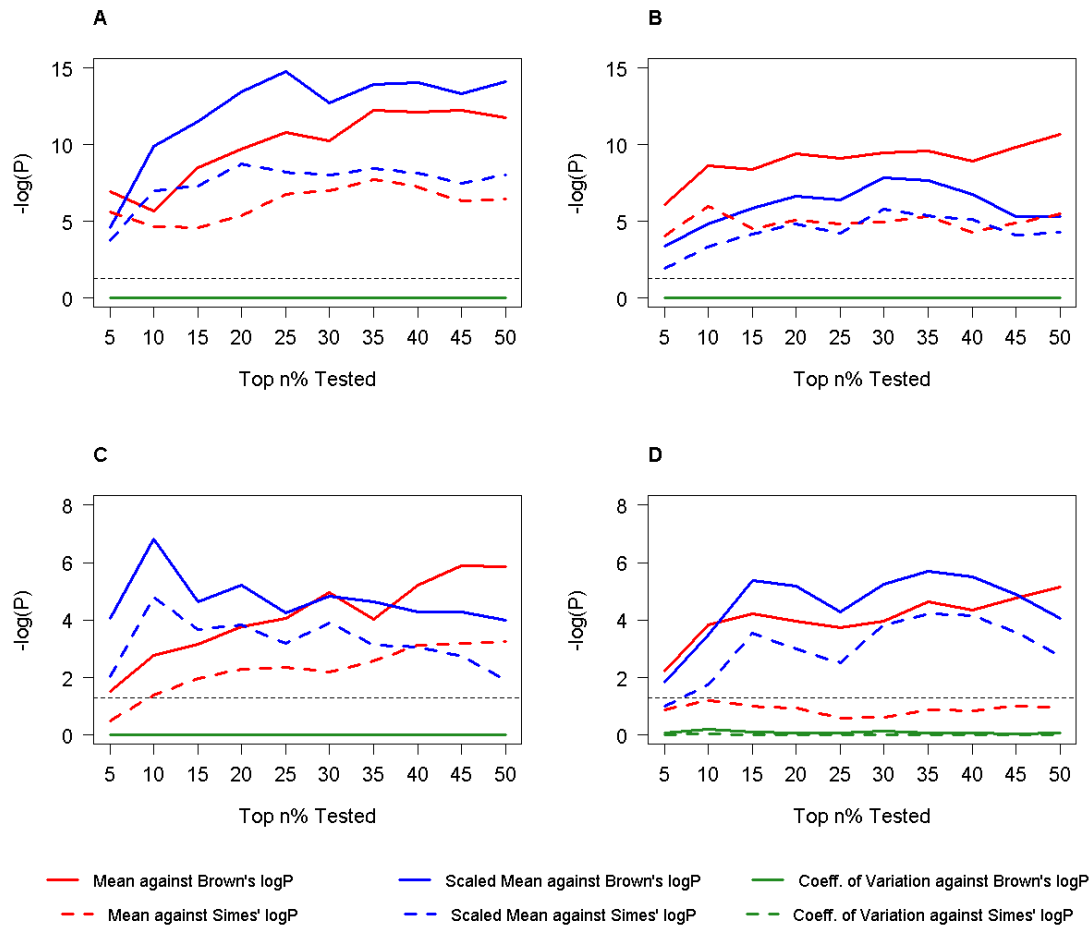 A
B
15
10
5
0
-log(P)
5 10 15 20 25 30 35 40 45 50
Top n% Tested
15
10
5
0
-log(P)
5 10 15 20 25 30 35 40 45 50
Top n% Tested
C
D
8
6
4
2
0
-log(P)
5 10 15 20 25 30 35 40 45 50
Top n% Tested
8
6
4
2
0
-log(P)
5 10 15 20 25 30 35 40 45 50
Top n% Tested
Mean against Brown's logP
Scaled Mean against Brown's logP
Coeff. of Variation against Brown's logP
Mean against Simes' logP
Scaled Mean against Simes' logP
Coeff. of Variation against Simes' logP